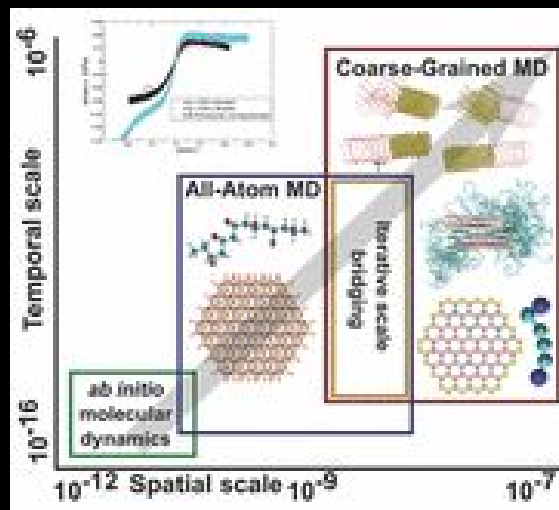 10-6
Temporal scale
10-16
Coarse-Grained MD
All-Atom MD
Iterative scale
bridging
ab initio
molecular
dynamics
10-12 Spatial scale 10-9 10-7